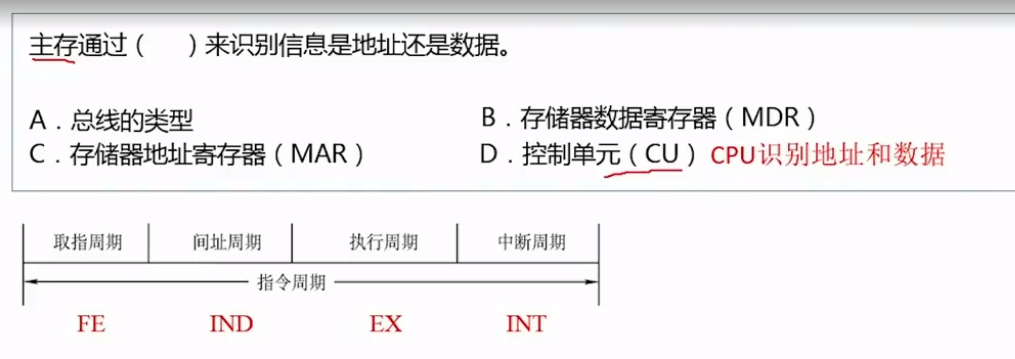 主存通过（ ）来识别信息是地址还是数据。
A．总线的类型 B．存储器数据寄存器（MDR）
C．存储器地址寄存器（MAR） D．控制单元（CU）CPU识别地址和数据
取指周期 间址周期 执行周期 中断周期
指令周期
FE IND EX INT